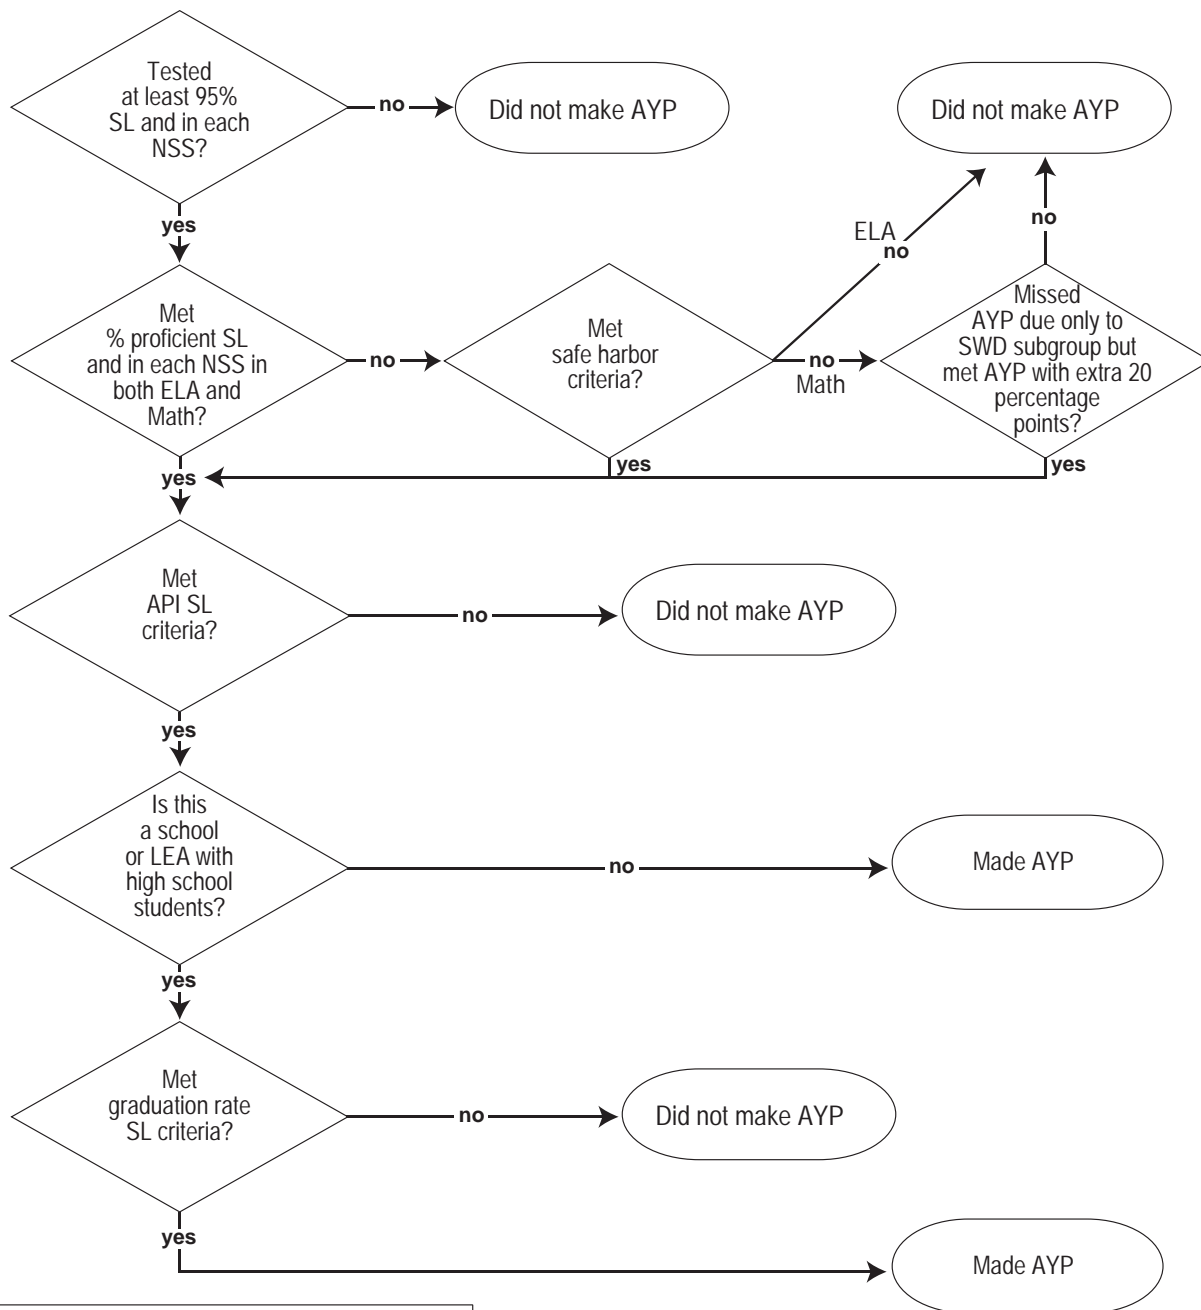 Tested
at least 95%
SL and in each
NSS?
no
Did not make AYP
Did not make AYP
yes
ELA
no
no
Met
% proficient SL
and in each NSS in
both ELA and
Math?
no
Met
safe harbor
criteria?
no
Math
Missed
AYP due only to
SWD subgroup but
met AYP with extra 20
percentage
points?
yes
yes
yes
Met
API SL
criteria?
no
Did not make AYP
yes
Is this
a school
or LEA with
high school
students?
no
Made AYP
yes
Met
graduation rate
SL criteria?
no
Did not make AYP
yes
Made AYP